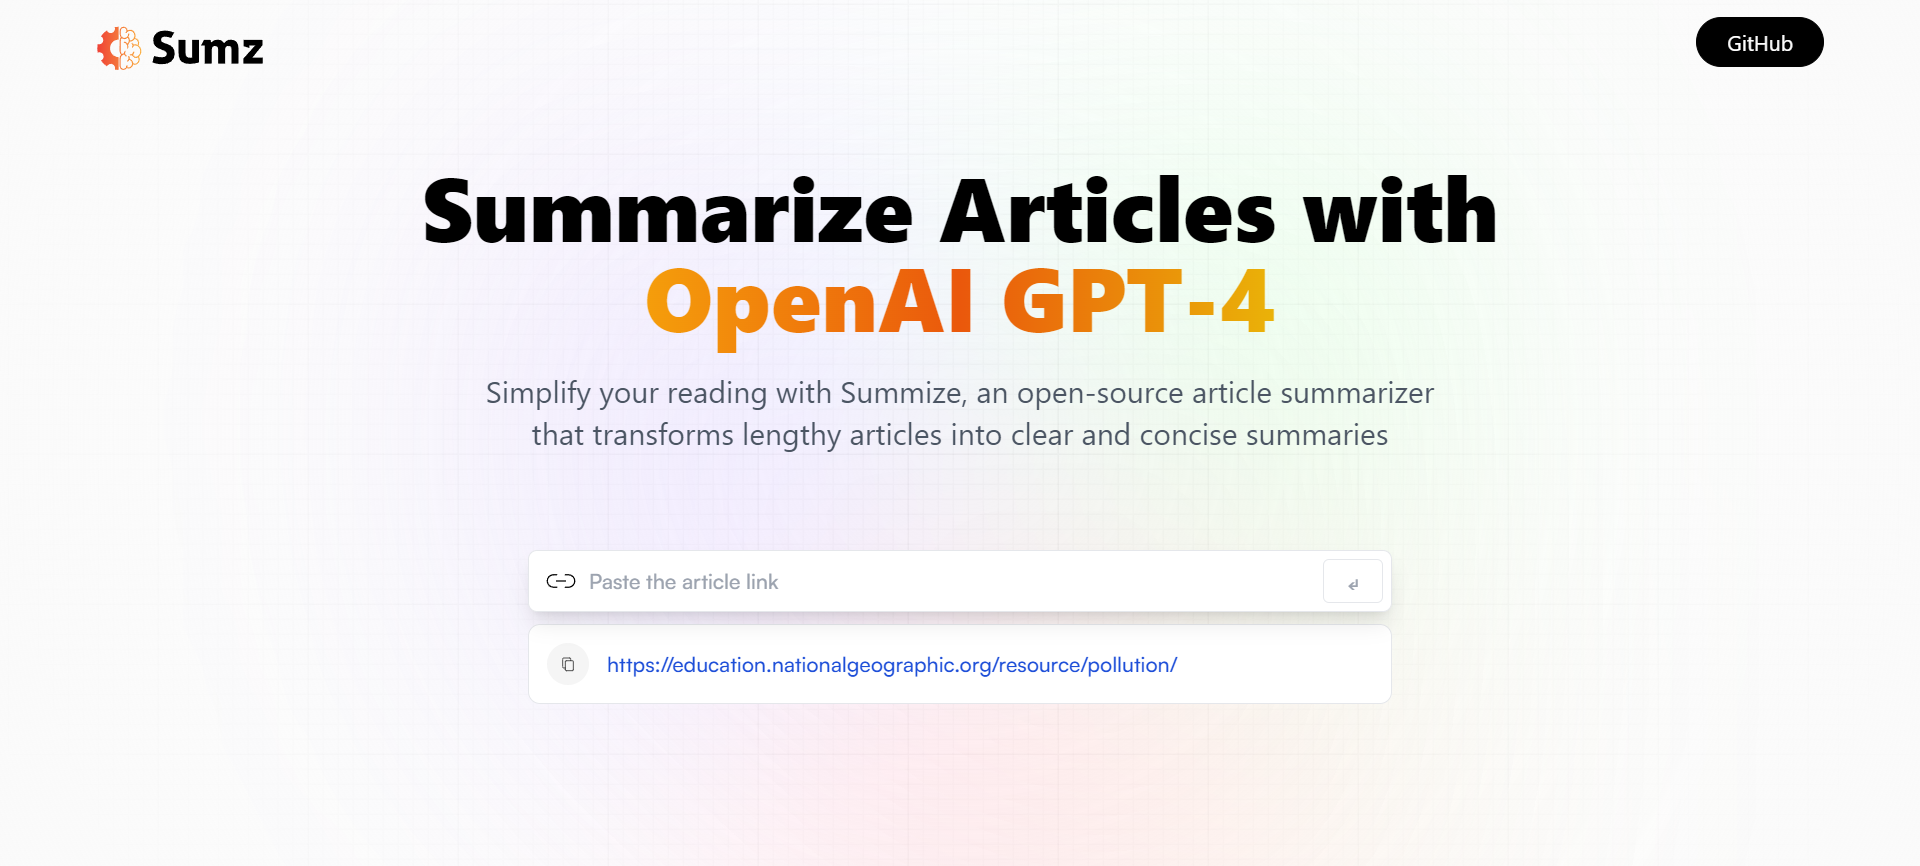 Sumz
GitHub
Summarize Articles with
OpenAI GPT-4
Simplify your reading with Summize, an open-source article summarizer
that transforms lengthy articles into clear and concise summaries
Paste the article link
https://education.nationalgeographic.org/resource/pollution/